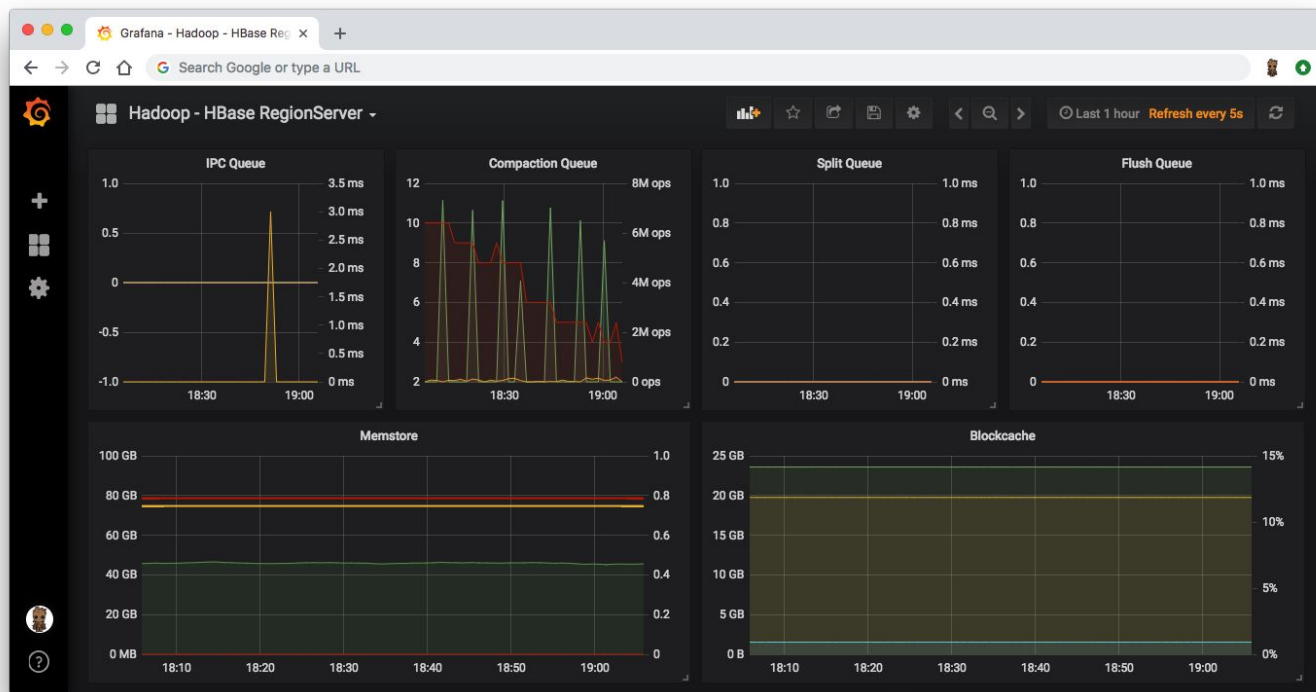 Grafana - Hadoop - HBase Reg
Search Google or type a URL
Hadoop - HBase RegionServer
Last 1 hour Refresh every 5s
IPC Queue
1.0
0.5
0
-0.5
-1.0
3.5 ms
3.0 ms
2.5 ms
2.0 ms
1.5 ms
1.0 ms
0.5 ms
0 ms
18:30 19:00
Compaction Queue
12
10
8
6
4
2
8M ops
6M ops
4M ops
2M ops
0 ops
18:30 19:00
Split Queue
1.0
0.8
0.6
0.4
0.2
0
1.0 ms
0.8 ms
0.6 ms
0.4 ms
0.2 ms
0 ms
18:30 19:00
Flush Queue
1.0
0.8
0.6
0.4
0.2
0
1.0 ms
0.8 ms
0.6 ms
0.4 ms
0.2 ms
0 ms
18:30 19:00
Memstore
100 GB
80 GB
60 GB
40 GB
20 GB
0 MB
1.0
0.8
0.6
0.4
0.2
0
18:10 18:20 18:30 18:40 18:50 19:00
Blockcache
25 GB
20 GB
15 GB
10 GB
5 GB
0 B
15%
10%
5%
0%
18:10 18:20 18:30 18:40 18:50 19:00